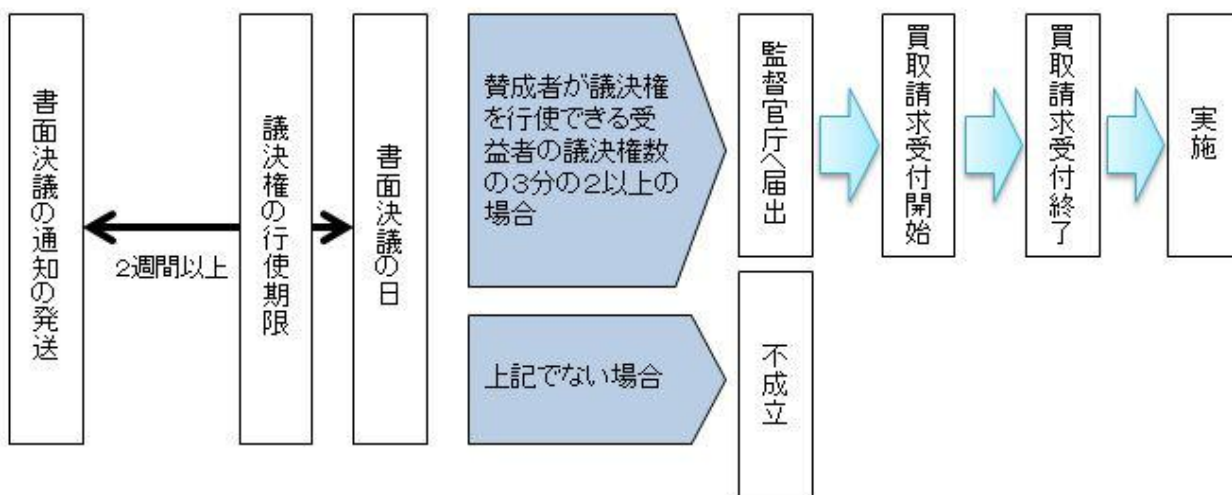 書面決議の通知の発送
2週間以上
議決権の行使期限
書面決議の日
賛成者が議決権
を行使できる受
益者の議決権数
の3分の2以上の
場合
監督官庁へ届出
買取請求受付開始
買取請求受付終了
実施
上記でない場合
不成立